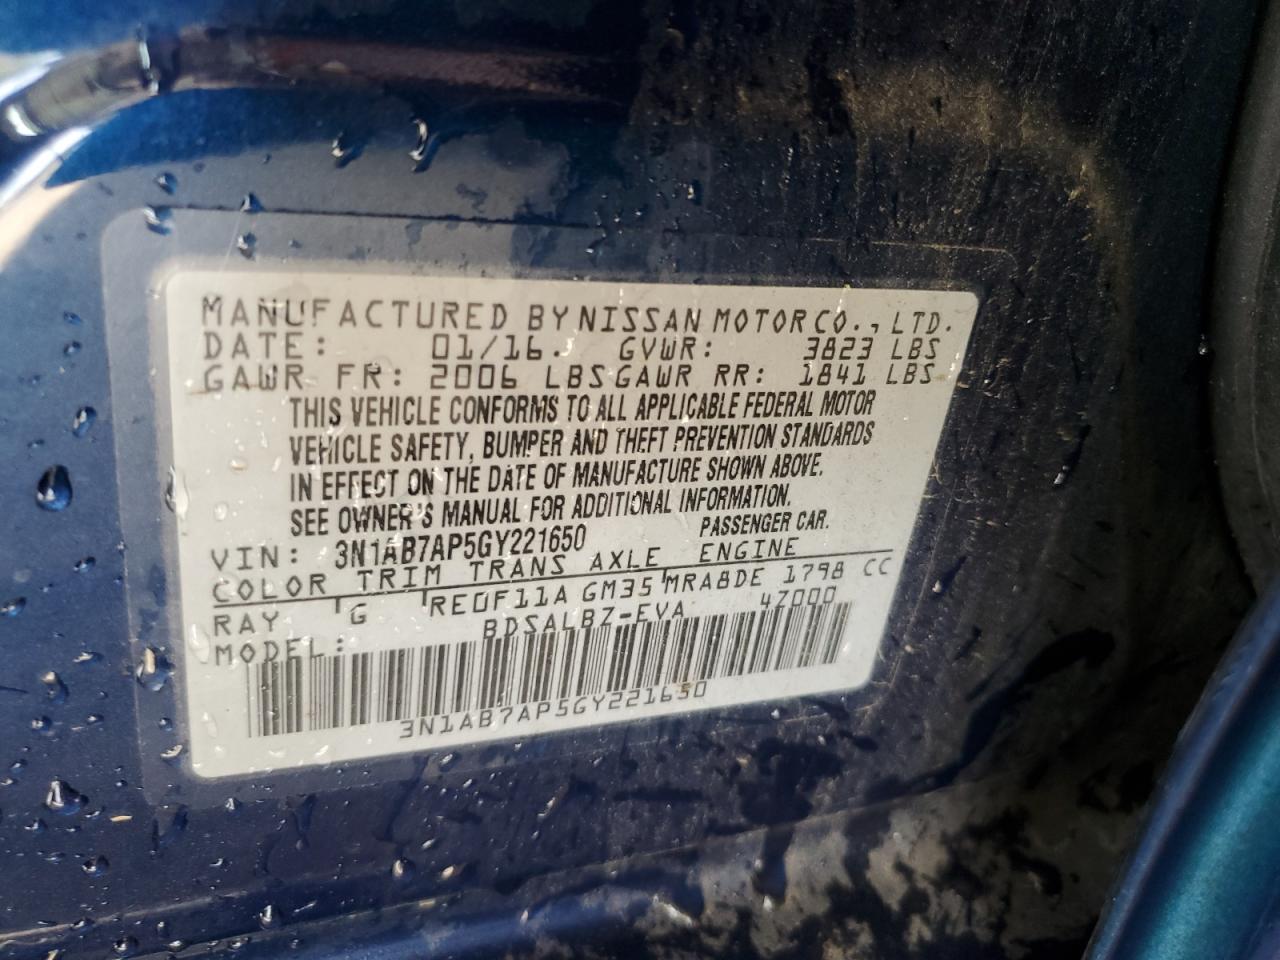 MANUFACTURED BY NISSAN MOTOR CO., LTD.
DATE: 01/16. GVWR: 3823 LBS
GAWR FR: 2006 LBS GAWR RR: 1841 LBS
THIS VEHICLE CONFORMS TO ALL APPLICABLE FEDERAL MOTOR
VEHICLE SAFETY, BUMPER AND THEFT PREVENTION STANDARDS
IN EFFECT ON THE DATE OF MANUFACTURE SHOWN ABOVE.
SEE OWNER'S MANUAL FOR ADDITIONAL INFORMATION.
VIN: 3N1AB7AP5GY221650 PASSENGER CAR.
COLOR TRIM TRANS AXLE ENGINE
RAY G RE0F11A GM35 MRA8DE 1798 CC
MODEL: BDSALBZ-EVA 47000
3N1AB7AP5GY221650